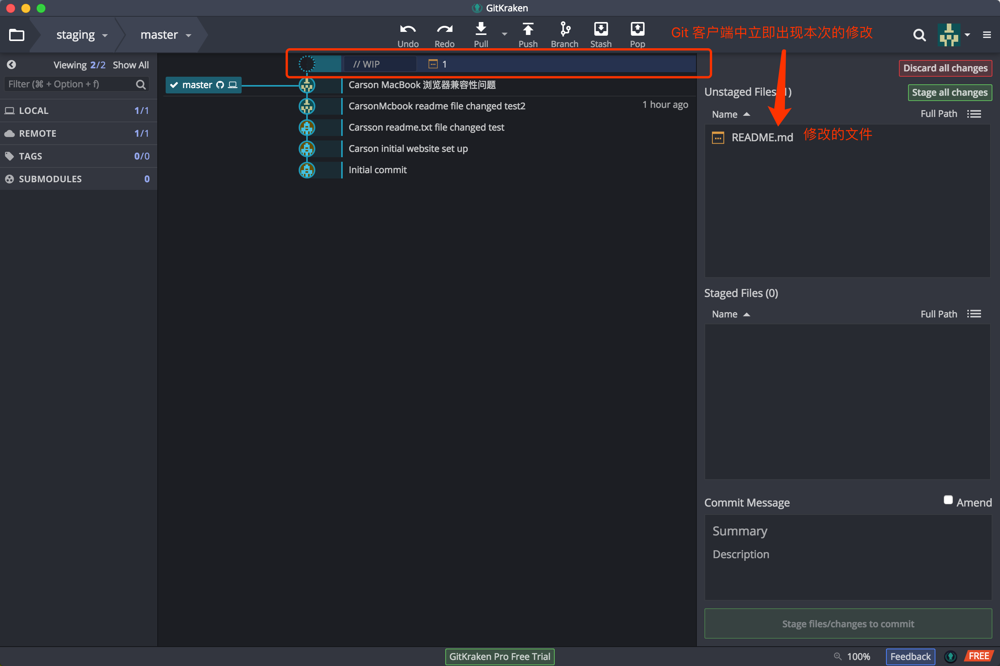 GitKraken
staging
master
Undo
Redo
Pull
Push
Branch
Stash
Pop
Git 客户端中立即出现本次的修改
Viewing 2/2 Show All
Filter (⌘ + Option + f)
LOCAL 1/1
REMOTE 1/1
TAGS 0/0
SUBMODULES 0
// WIP 1
master
Carson MacBook 浏览器兼容性问题
CarsonMcbook readme file changed test2
1 hour ago
Carsson readme.txt file changed test
Carson initial website set up
Initial commit
Discard all changes
Unstaged Files 1)
Stage all changes
Name Full Path
README.md
修改的文件
Staged Files (0)
Name Full Path
Commit Message
Amend
Summary
Description
Stage files/changes to commit
GitKraken Pro Free Trial
100%
Feedback
FREE